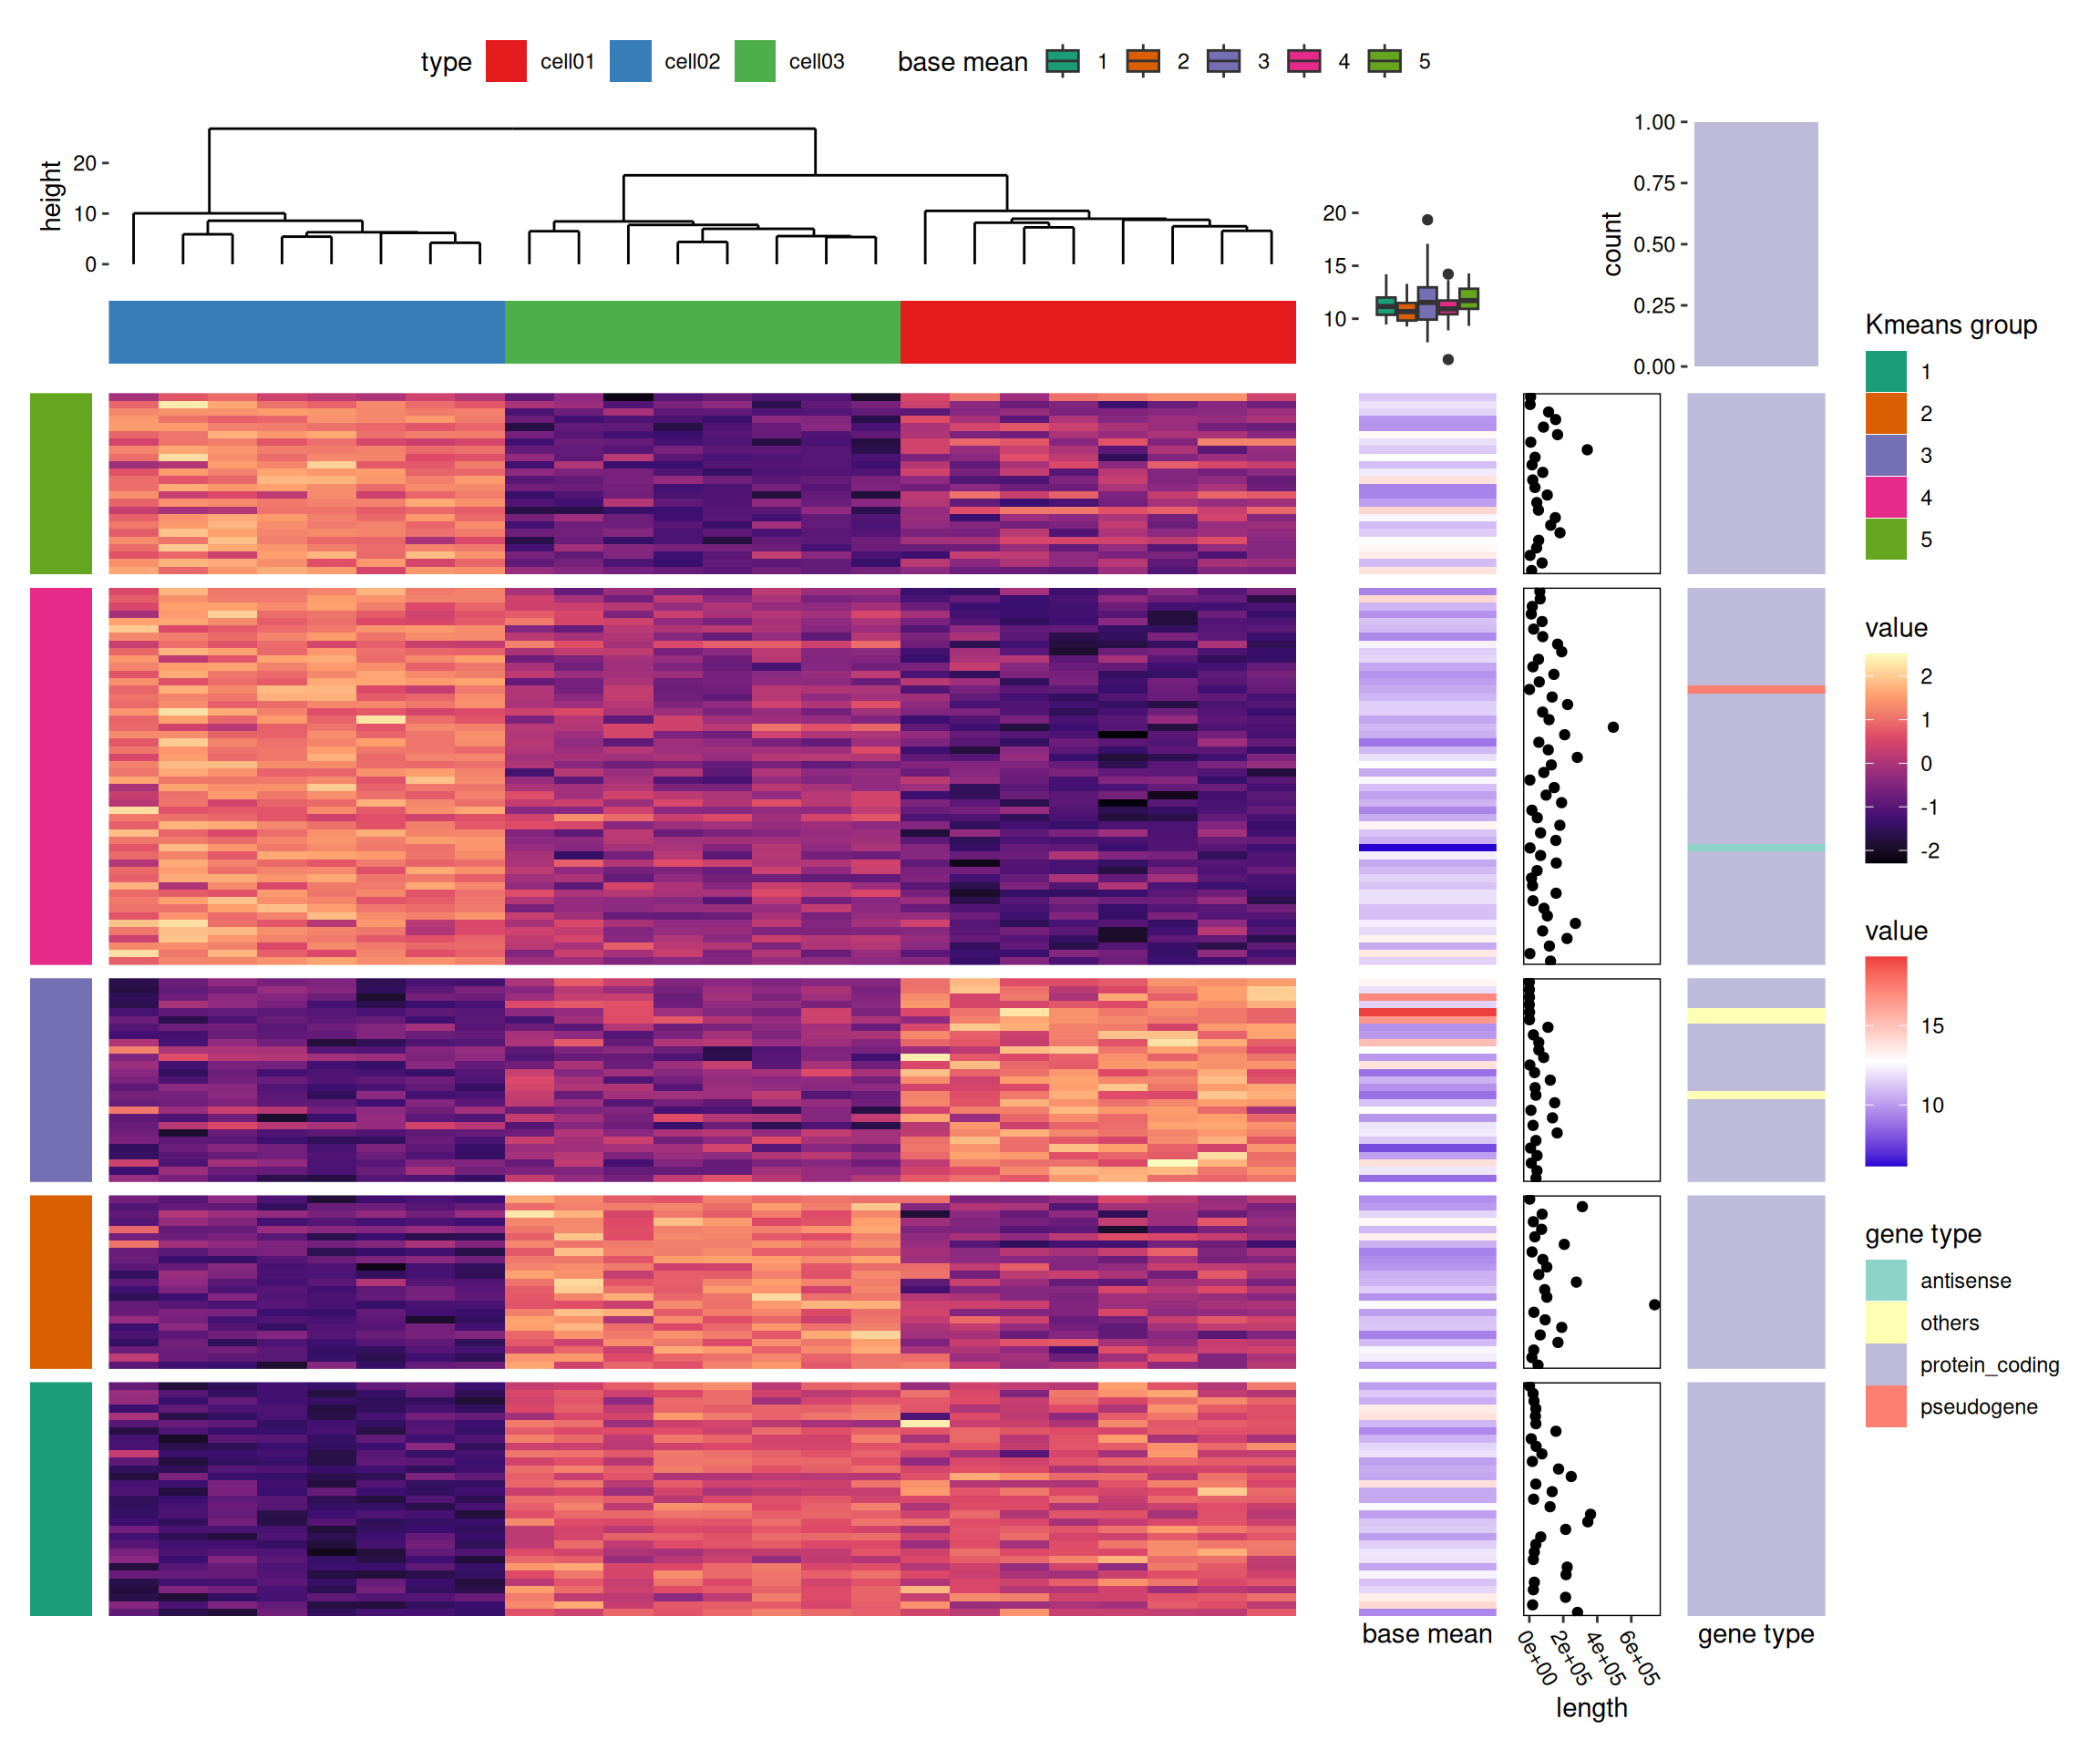 type cell01 cell02 cell03 base mean 1 2 3 4 5
height
20
10
0
20
15
10
count
1.00
0.75
0.50
0.25
0.00
Kmeans group
1
2
3
4
5
value
2
1
0
-1
-2
value
15
10
gene type
antisense
others
protein_coding
pseudogene
base mean
0e+00 2e+05 4e+05 6e+05
length
gene type